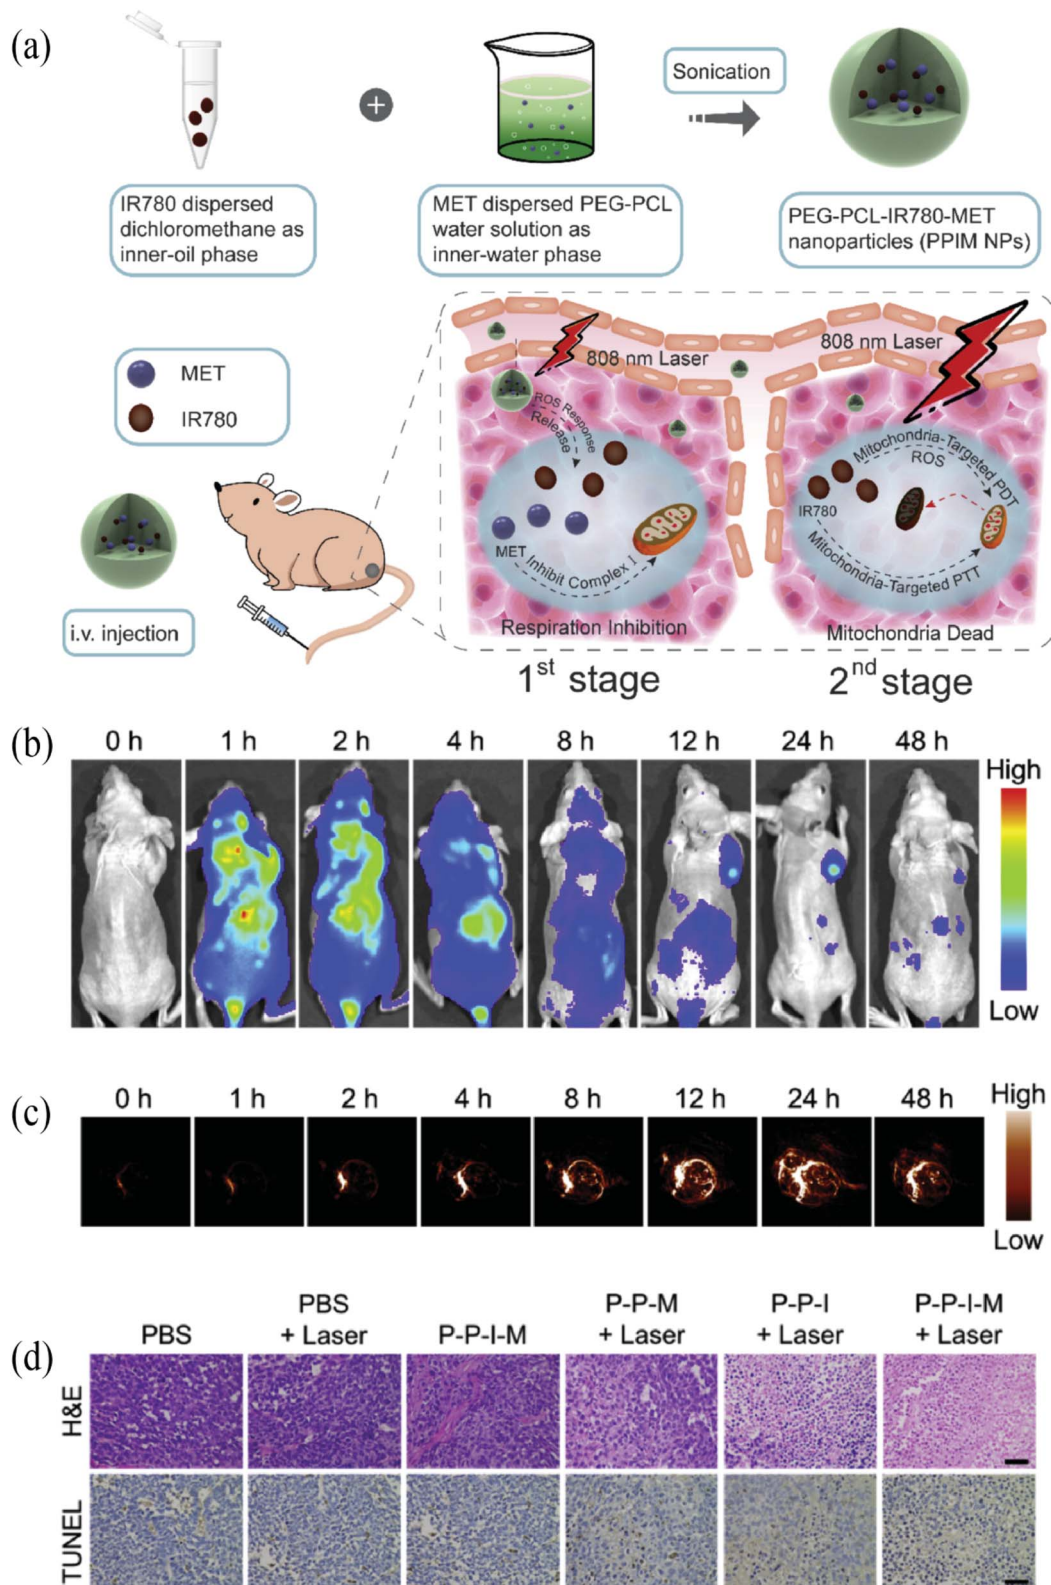 (a)
Sonication
IR780 dispersed
dichloromethane as
inner-oil phase
MET dispersed PEG-PCL
water solution as
inner-water phase
PEG-PCL-IR780-MET
nanoparticles (PPIM NPs)
MET
IR780
i.v. injection
808 nm Laser
ROS Response
Release
MET
Inhibit Complex I
Respiration Inhibition
1st stage
808 nm Laser
Mitochondria-Targeted PDT
ROS
IR780
Mitochondria-Targeted PTT
Mitochondria Dead
2nd stage
(b)
0 h 1 h 2 h 4 h 8 h 12 h 24 h 48 h
High
Low
(c)
0 h 1 h 2 h 4 h 8 h 12 h 24 h 48 h
High
Low
(d)
PBS
PBS
+ Laser
P-P-I-M
P-P-M
+ Laser
P-P-I
+ Laser
P-P-I-M
+ Laser
H&E
TUNEL